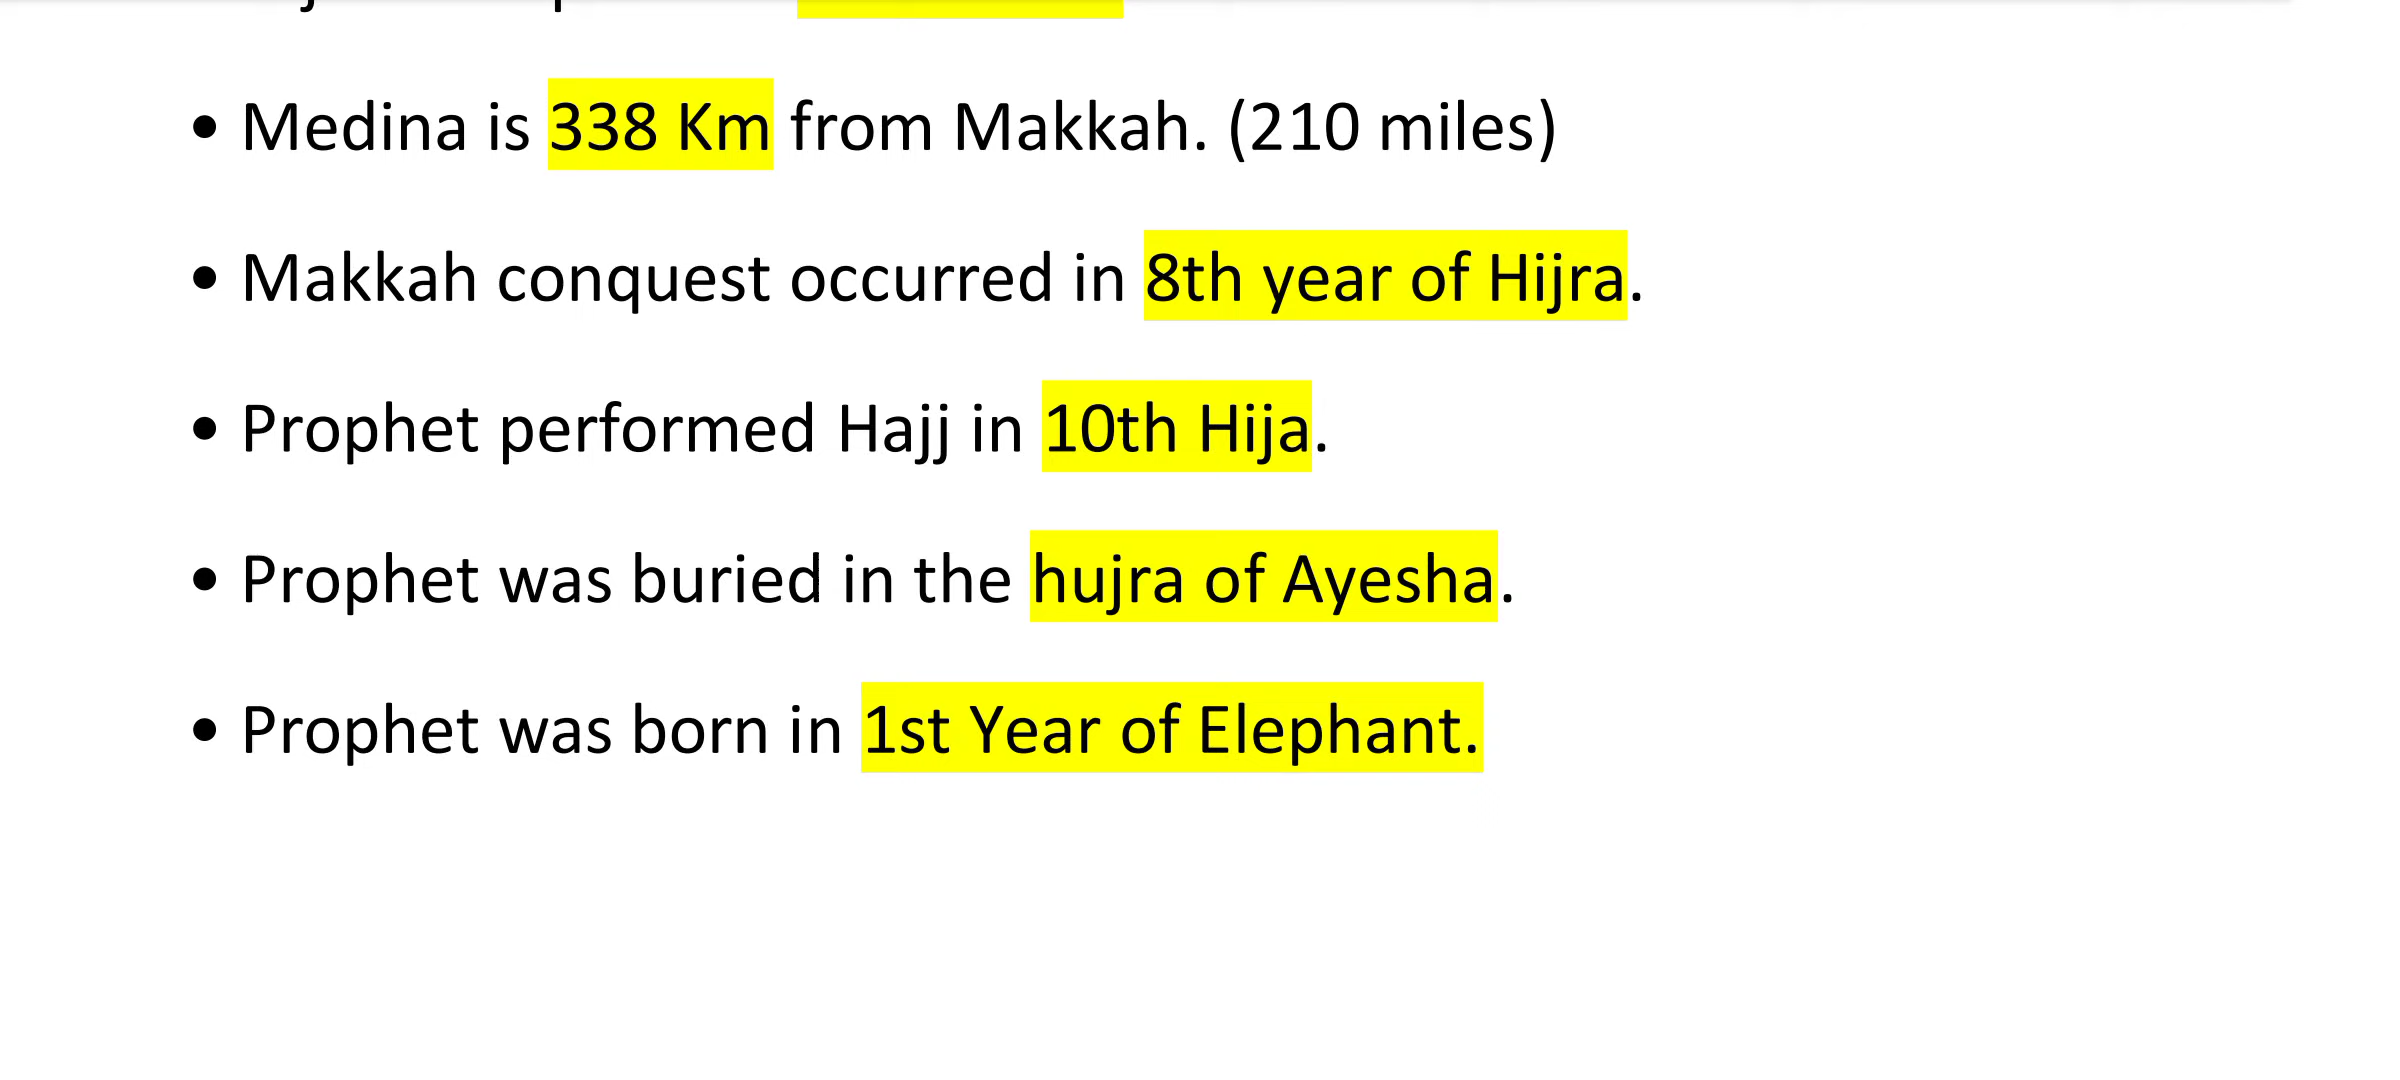 • Medina is 338 Km from Makkah. (210 miles)
• Makkah conquest occurred in 8th year of Hijra.
• Prophet performed Hajj in 10th Hija.
• Prophet was buried in the hujra of Ayesha.
• Prophet was born in 1st Year of Elephant.